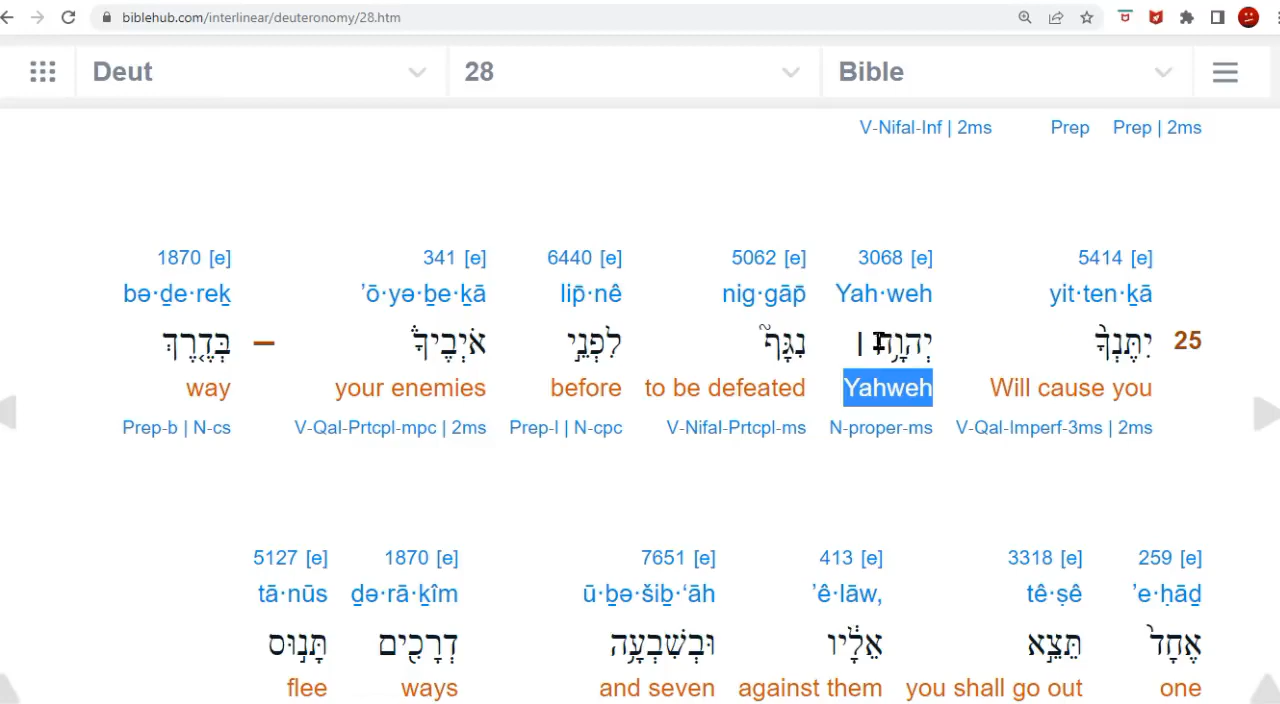 biblehub.com/interlinear/deuteronomy/28.htm
Deut 28 Bible
V-Nifal-Inf | 2ms Prep Prep | 2ms
1870 [e] 341 [e] 6440 [e] 5062 [e] 3068 [e] 5414 [e]
bə·ḏe·reḵ ’ō·yə·ḇe·ḵā lip̄·nê nig·gāp̄ Yah·weh yit·ten·ḵā
בְּדֶ֤רֶךְ – אֹיְבֶיךָ֒ לִפְנֵ֣י נִגָּף֮ יְהוָ֥ה ׀ יִתֶּנְךָ֨ 25
way your enemies before to be defeated Yahweh Will cause you
Prep-b | N-cs V-Qal-Prtcpl-mpc | 2ms Prep-l | N-cpc V-Nifal-Prtcpl-ms N-proper-ms V-Qal-Imperf-3ms | 2ms
5127 [e] 1870 [e] 7651 [e] 413 [e] 3318 [e] 259 [e]
tā·nūs ḏə·rā·ḵîm ū·ḇə·šiḇ·‘āh ’ê·lāw, tê·ṣê ’e·ḥāḏ
תָּנ֣וּס דְרָכִ֖ים וּבְשִׁבְעָ֥ה אֵלָ֔יו תֵּצֵ֣א אֶחָד֙
flee ways and seven against them you shall go out one